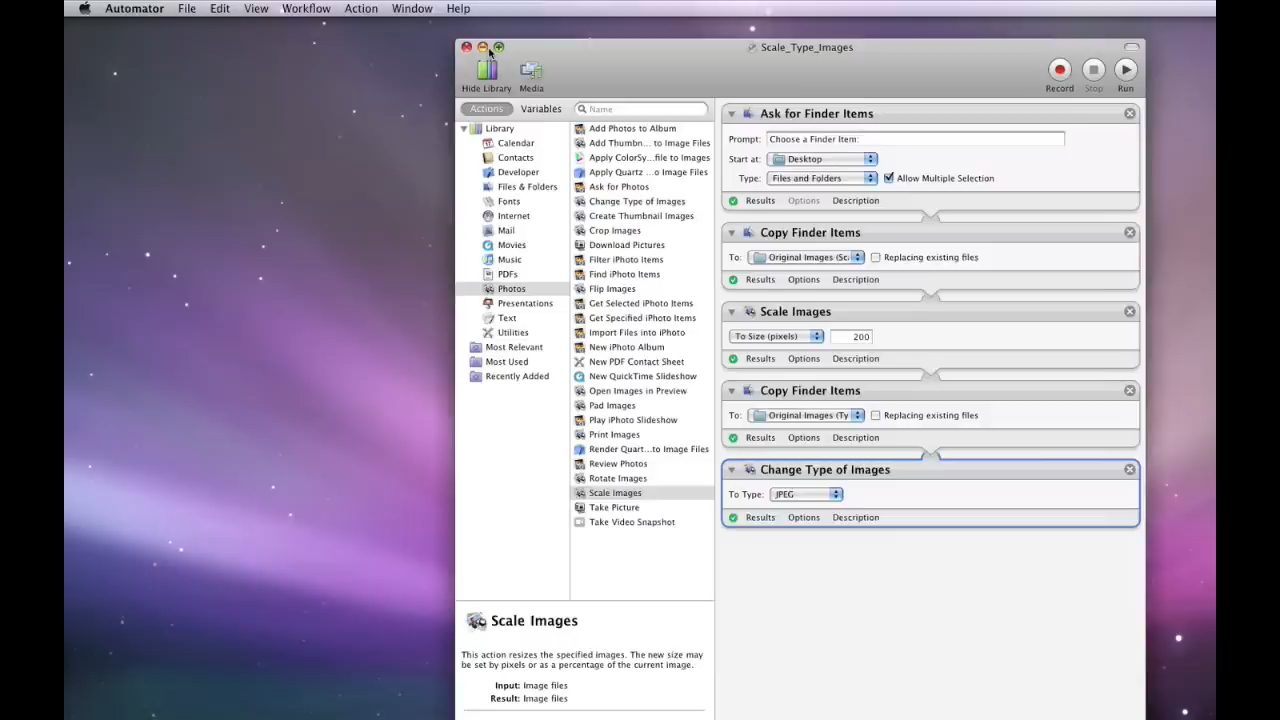 Automator File Edit View Workflow Action Window Help
Scale_Type_Images
Hide Library Media Record Stop Run
Actions Variables Name
Library
Calendar
Contacts
Developer
Files & Folders
Fonts
Internet
Mail
Movies
Music
PDFs
Photos
Presentations
Text
Utilities
Most Relevant
Most Used
Recently Added
Add Photos to Album
Add Thumbn...to Image Files
Apply ColorSy...file to Images
Apply Quartz ...o Image Files
Ask for Photos
Change Type of Images
Create Thumbnail Images
Crop Images
Download Pictures
Filter iPhoto Items
Find iPhoto Items
Flip Images
Get Selected iPhoto Items
Get Specified iPhoto Items
Import Files into iPhoto
New iPhoto Album
New PDF Contact Sheet
New QuickTime Slideshow
Open Images in Preview
Pad Images
Play iPhoto Slideshow
Print Images
Render Quart...to Image Files
Review Photos
Rotate Images
Scale Images
Take Picture
Take Video Snapshot
Scale Images
This action resizes the specified images. The new size may
be set by pixels or as a percentage of the current image.
Input: Image files
Result: Image files
Ask for Finder Items
Prompt: Choose a Finder Item:
Start at: Desktop
Type: Files and Folders Allow Multiple Selection
Results Options Description
Copy Finder Items
To: Original Images (Sc Replacing existing files
Results Options Description
Scale Images
To Size (pixels) 200
Results Options Description
Copy Finder Items
To: Original Images (Ty Replacing existing files
Results Options Description
Change Type of Images
To Type: JPEG
Results Options Description